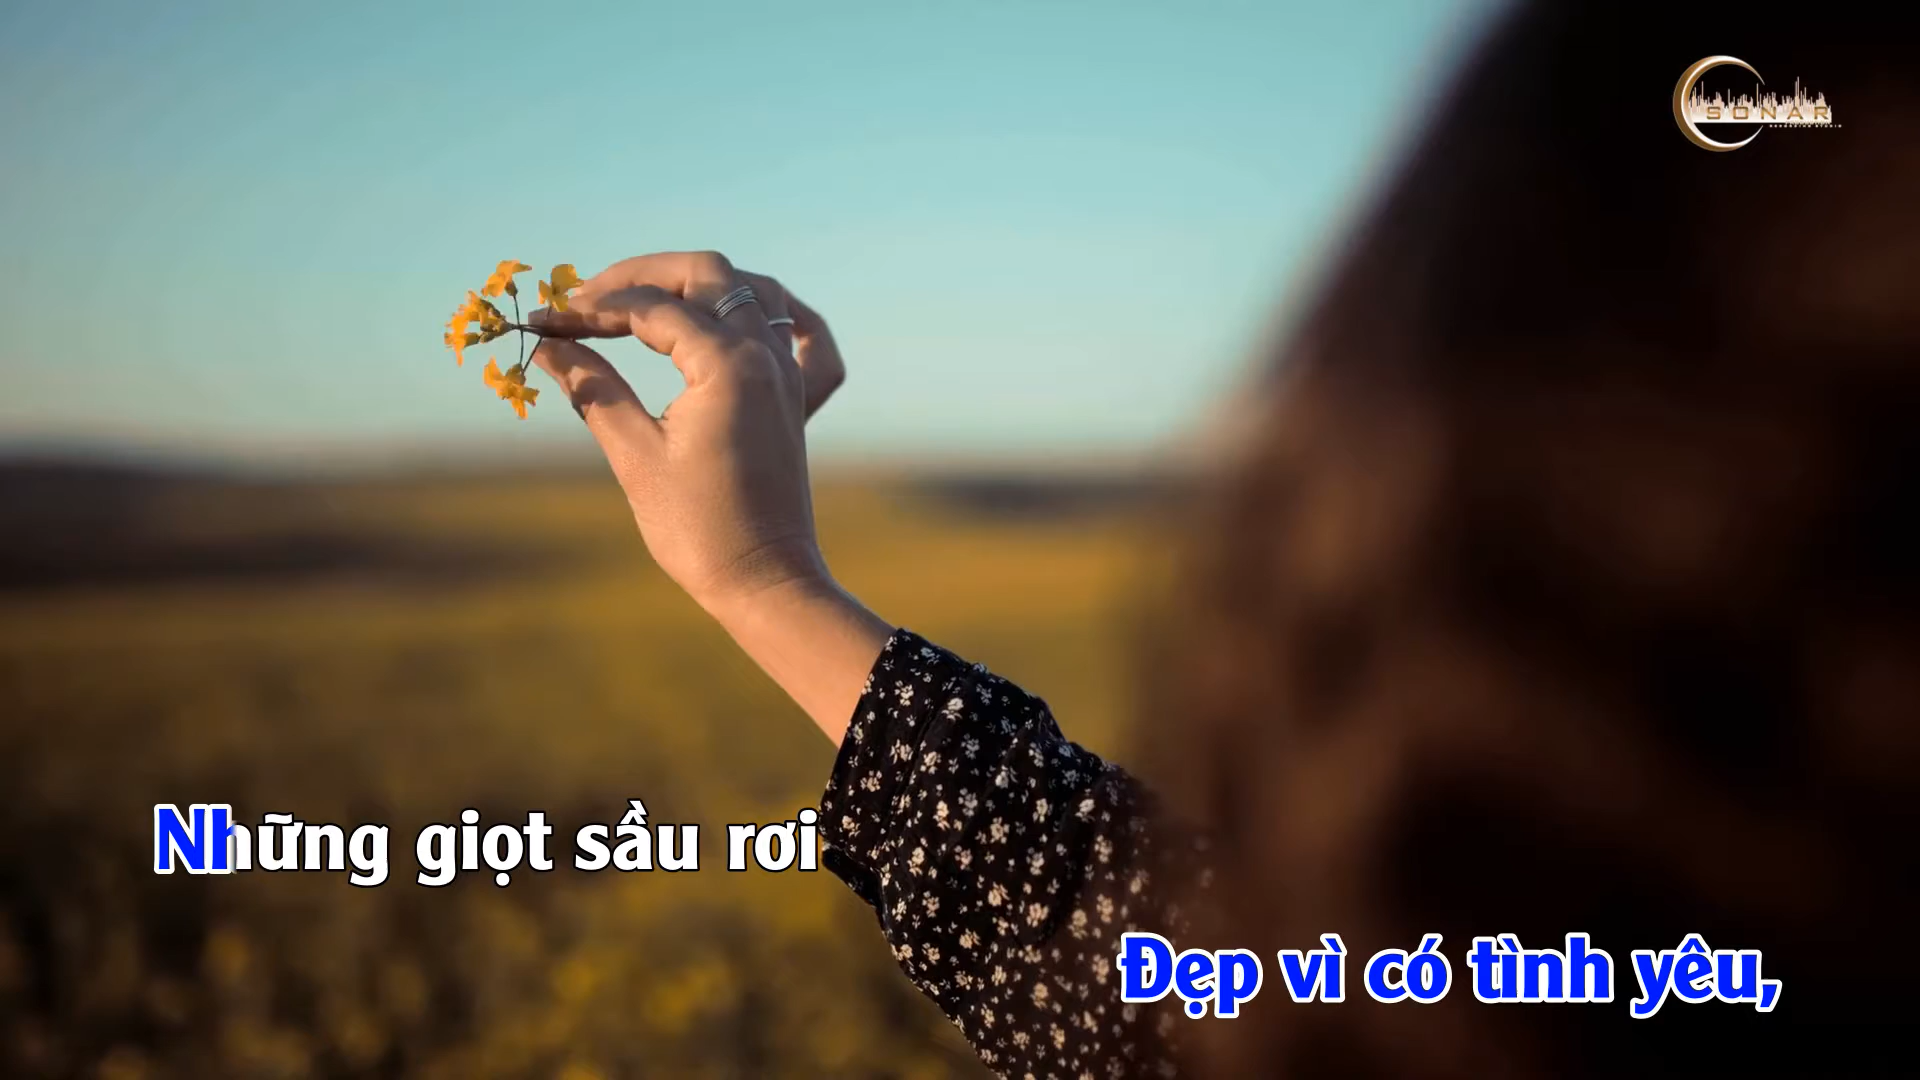 SONAR
Những giọt sầu rơi
Đẹp vì có tình yêu,